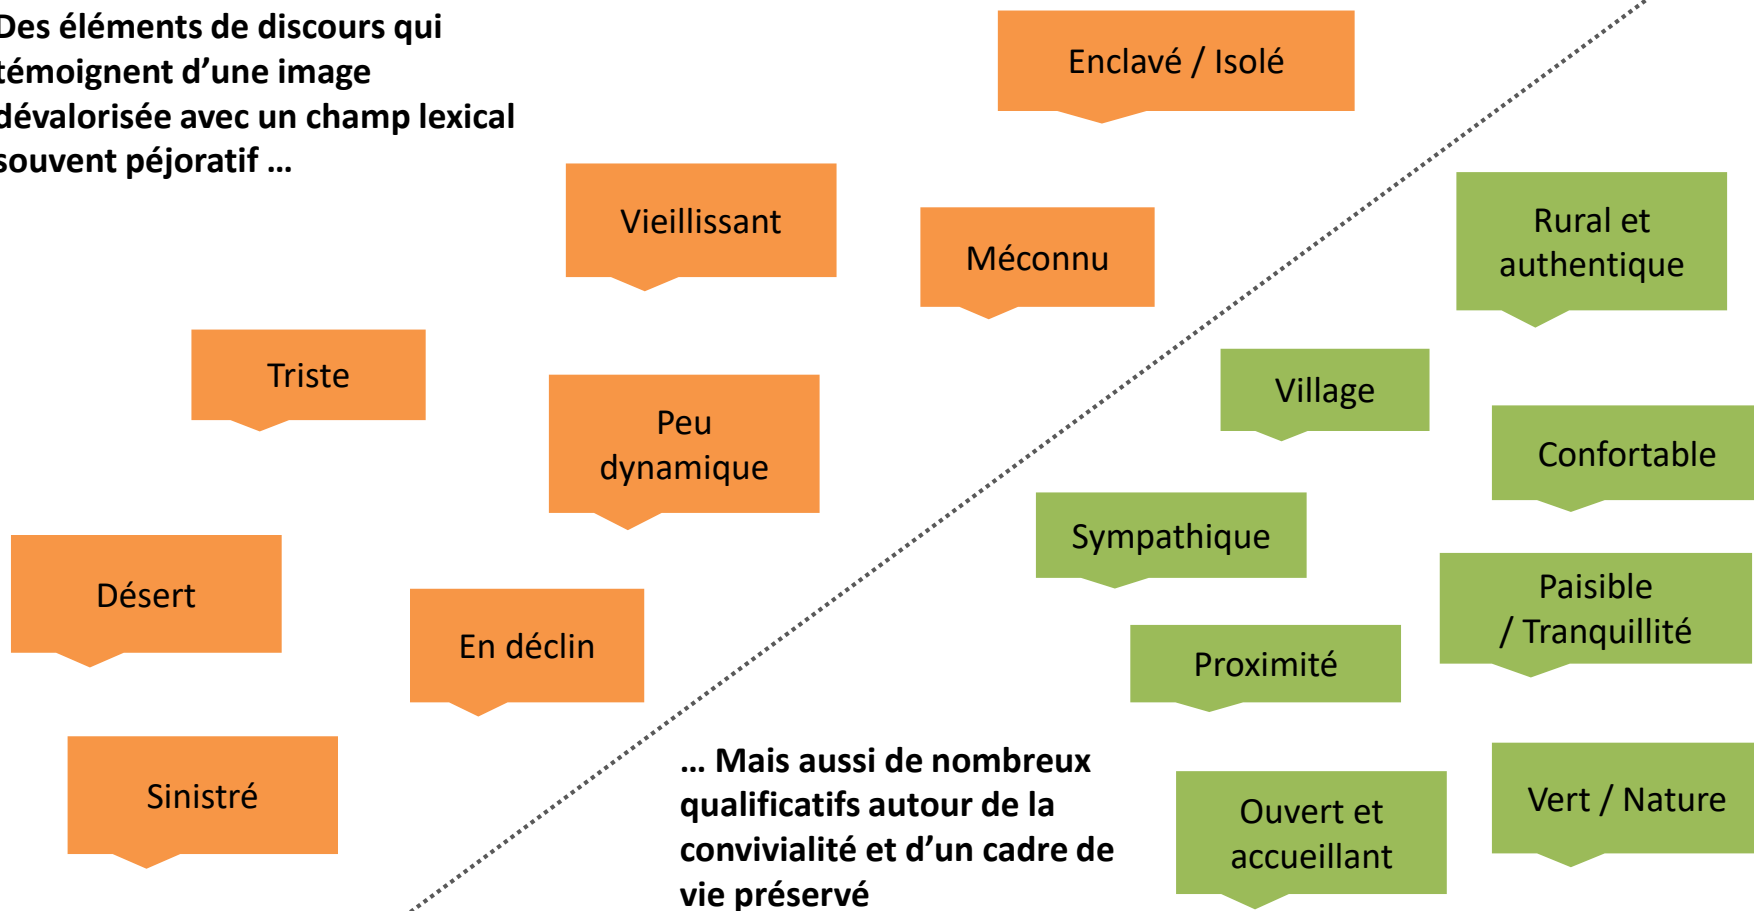 Des éléments de discours qui
témoignent d’une image
dévalorisée avec un champ lexical
souvent péjoratif …
Enclavé / Isolé
Vieillissant
Méconnu
Triste
Peu
dynamique
Désert
En déclin
Sinistré
Rural et
authentique
Village
Confortable
Sympathique
Paisible
/ Tranquillité
Proximité
Vert / Nature
Ouvert et
accueillant
… Mais aussi de nombreux
qualificatifs autour de la
convivialité et d’un cadre de
vie préservé